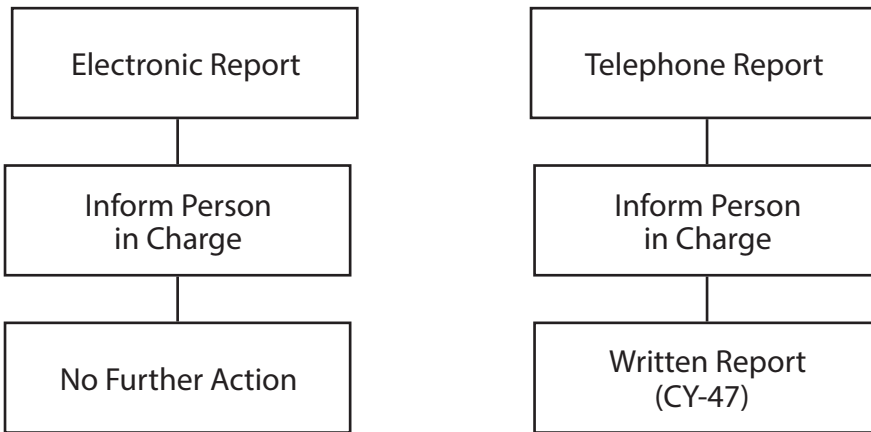 Electronic Report
Telephone Report
Inform Person
in Charge
Inform Person
in Charge
No Further Action
Written Report
(CY-47)